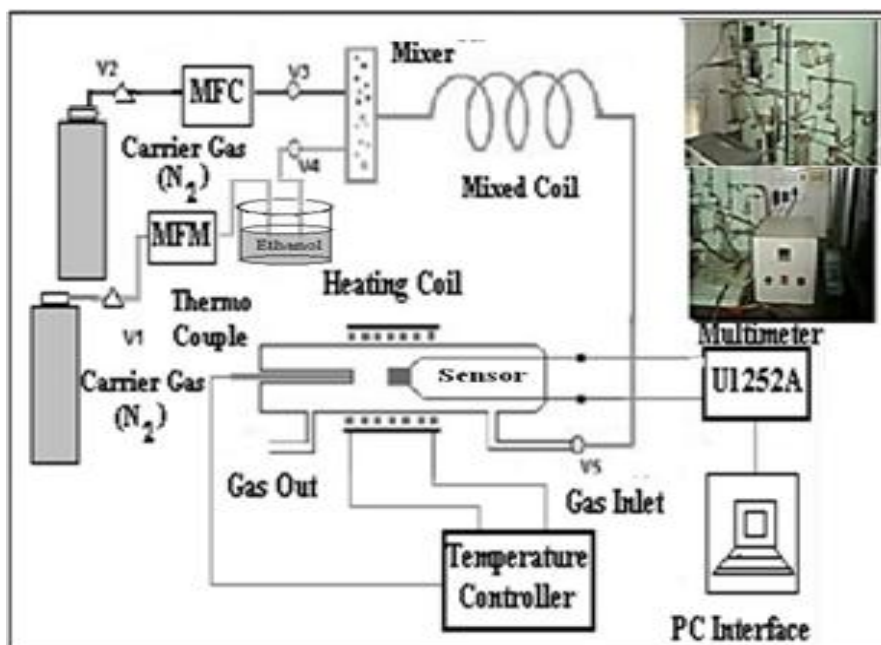 Mixer
V2
V3
MFC
Carrier Gas
(N2)
V4
Mixed Coil
MFM
Ethanol
Heating Coil
Thermo
Couple
V1
Carrier Gas
(N2)
Sensor
Multimeter
U1252A
Gas Out
V5
Gas Inlet
Temperature
Controller
PC Interface